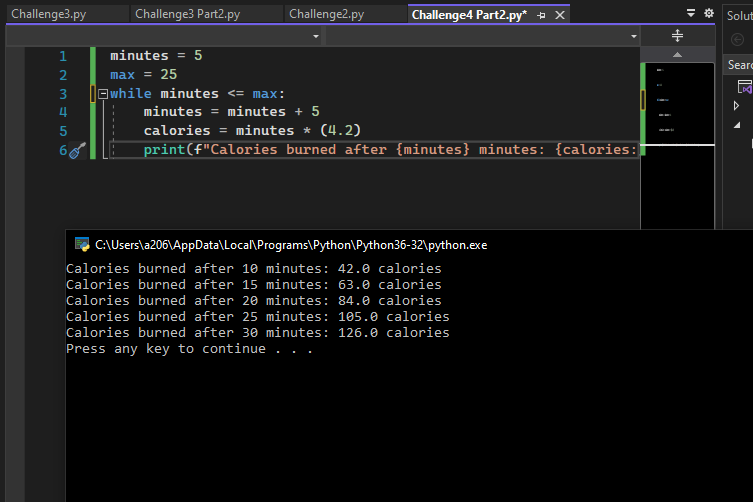 Challenge3.py Challenge3 Part2.py Challenge2.py Challenge4 Part2.py* Solut
Searc
1 minutes = 5
2 max = 25
3 while minutes <= max:
4 minutes = minutes + 5
5 calories = minutes * (4.2)
6 print(f"Calories burned after {minutes} minutes: {calories:
C:\Users\a206\AppData\Local\Programs\Python\Python36-32\python.exe
Calories burned after 10 minutes: 42.0 calories
Calories burned after 15 minutes: 63.0 calories
Calories burned after 20 minutes: 84.0 calories
Calories burned after 25 minutes: 105.0 calories
Calories burned after 30 minutes: 126.0 calories
Press any key to continue . . .